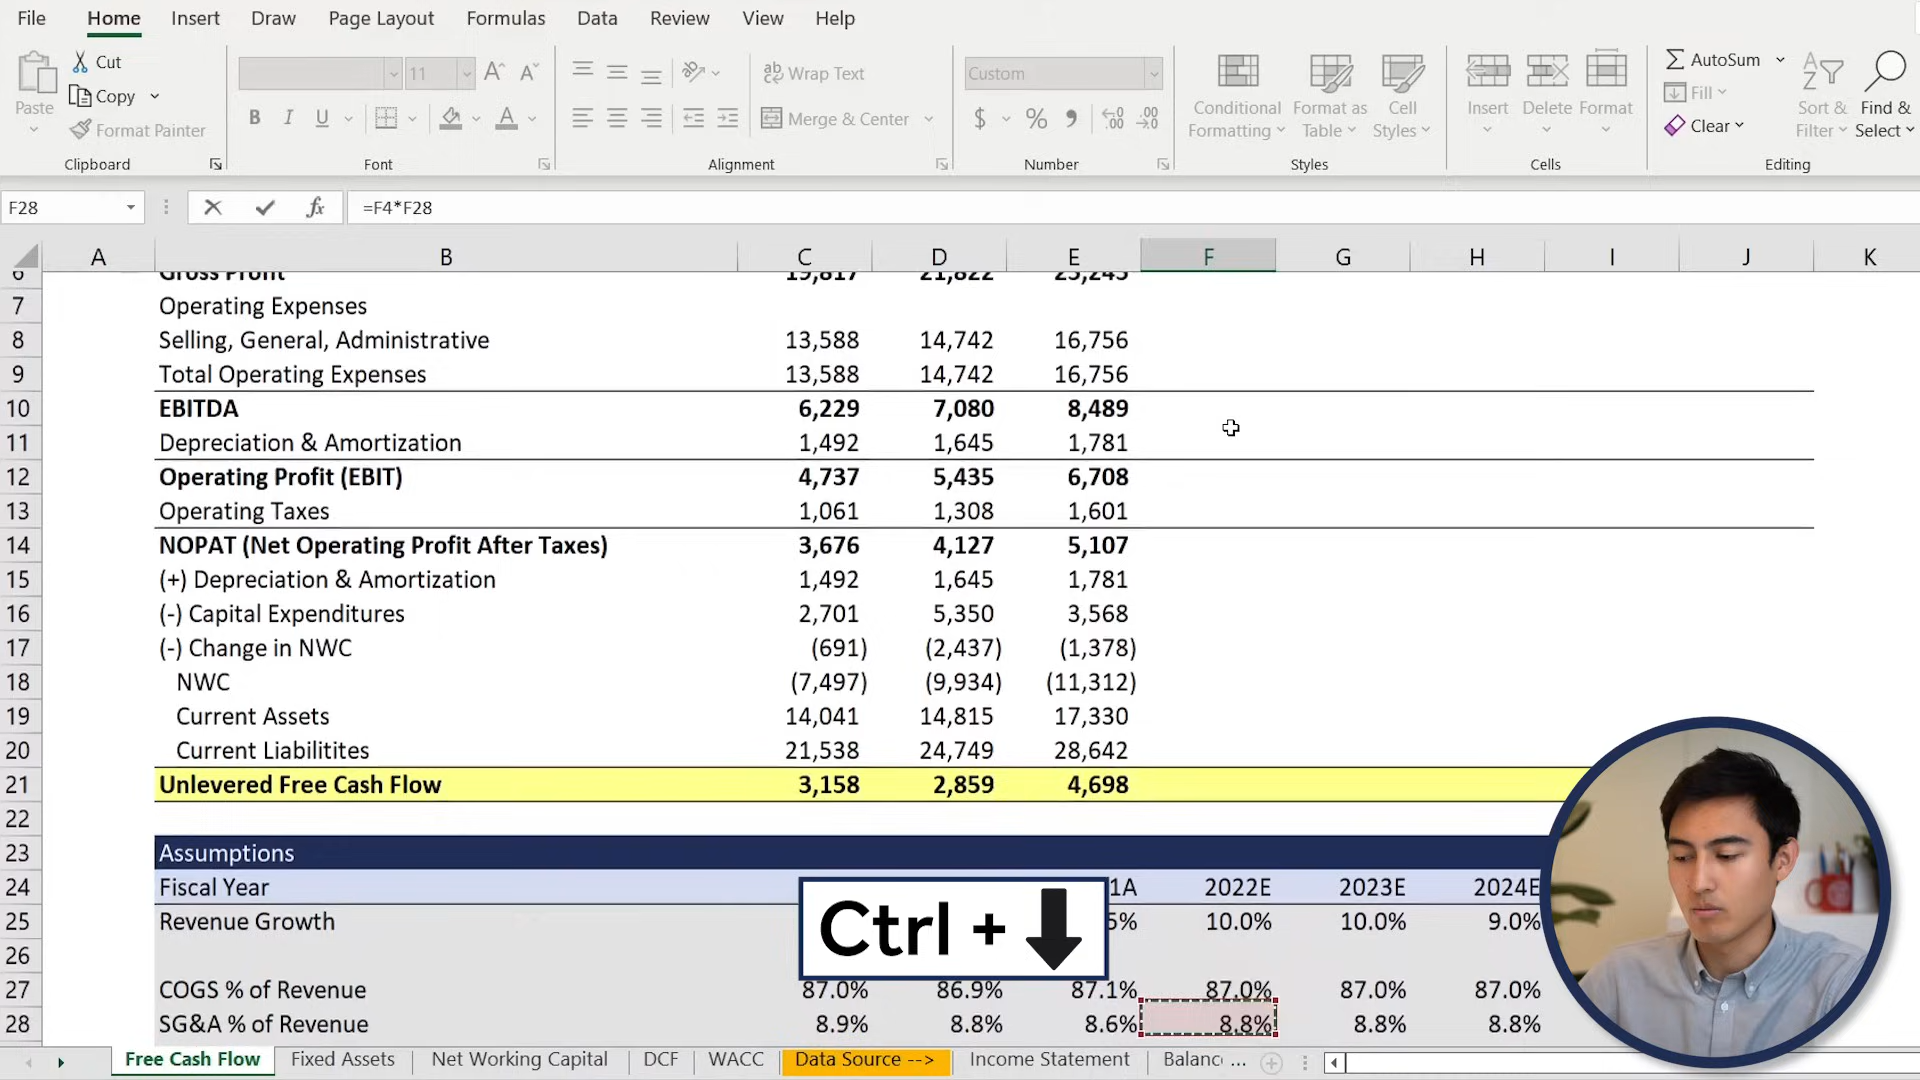 File Home Insert Draw Page Layout Formulas Data Review View Help
Paste Cut Copy Format Painter Clipboard
11 A^ A B I U A Font
ab Wrap Text Merge & Center Alignment
Custom $ % Number
Conditional Formatting Format as Table Cell Styles Styles
Insert Delete Format Cells
AutoSum Fill Clear Sort & Filter Find & Select Editing
F28 fx =F4*F28
A B C D E F G H I J K
6 Gross Profit 19,817 21,822 25,245
7 Operating Expenses
8 Selling, General, Administrative 13,588 14,742 16,756
9 Total Operating Expenses 13,588 14,742 16,756
10 EBITDA 6,229 7,080 8,489
11 Depreciation & Amortization 1,492 1,645 1,781
12 Operating Profit (EBIT) 4,737 5,435 6,708
13 Operating Taxes 1,061 1,308 1,601
14 NOPAT (Net Operating Profit After Taxes) 3,676 4,127 5,107
15 (+) Depreciation & Amortization 1,492 1,645 1,781
16 (-) Capital Expenditures 2,701 5,350 3,568
17 (-) Change in NWC (691) (2,437) (1,378)
18 NWC (7,497) (9,934) (11,312)
19 Current Assets 14,041 14,815 17,330
20 Current Liabilitites 21,538 24,749 28,642
21 Unlevered Free Cash Flow 3,158 2,859 4,698
22
23 Assumptions
24 Fiscal Year 1A 2022E 2023E 2024E
25 Revenue Growth 10.0% 10.0% 9.0%
Ctrl +
26
27 COGS % of Revenue 87.0% 86.9% 87.1% 87.0% 87.0% 87.0%
28 SG&A % of Revenue 8.9% 8.8% 8.6% 8.8% 8.8% 8.8%
Free Cash Flow Fixed Assets Net Working Capital DCF WACC Data Source --> Income Statement Balanc ...